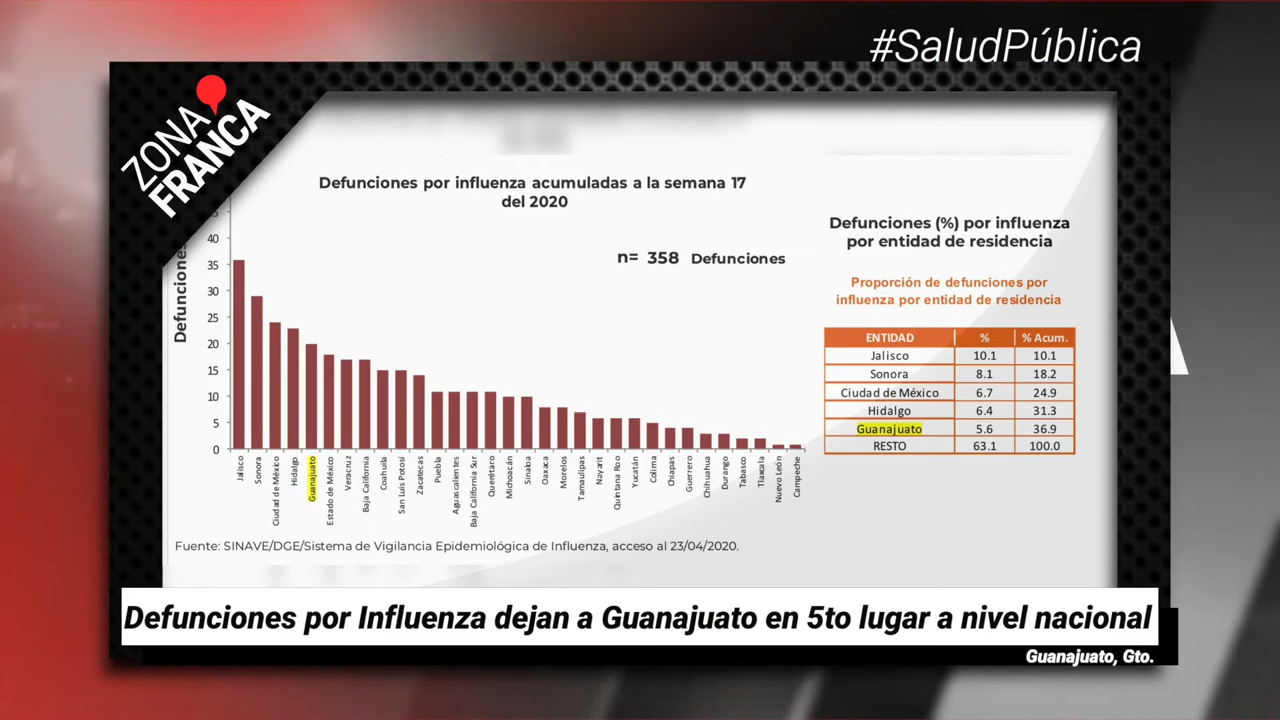 #SaludPública
ZONA
FRANCA
Defunciones por influenza acumuladas a la semana 17
del 2020
n= 358 Defunciones
Defunciones
40
35
30
25
20
15
10
5
0
Jalisco
Sonora
Ciudad de México
Hidalgo
Guanajuato
Estado de México
Veracruz
Baja California
Coahuila
San Luis Potosí
Zacatecas
Puebla
Aguascalientes
Baja California Sur
Querétaro
Michoacán
Sinaloa
Oaxaca
Morelos
Tamaulipas
Nayarit
Quintana Roo
Yucatán
Colima
Chiapas
Guerrero
Chihuahua
Durango
Tabasco
Tlaxcala
Nuevo León
Campeche
Defunciones (%) por influenza
por entidad de residencia
Proporción de defunciones por
influenza por entidad de residencia
ENTIDAD % % Acum.
Jalisco 10.1 10.1
Sonora 8.1 18.2
Ciudad de México 6.7 24.9
Hidalgo 6.4 31.3
Guanajuato 5.6 36.9
RESTO 63.1 100.0
Fuente: SINAVE/DGE/Sistema de Vigilancia Epidemiológica de Influenza, acceso al 23/04/2020.
Defunciones por Influenza dejan a Guanajuato en 5to lugar a nivel nacional
Guanajuato, Gto.